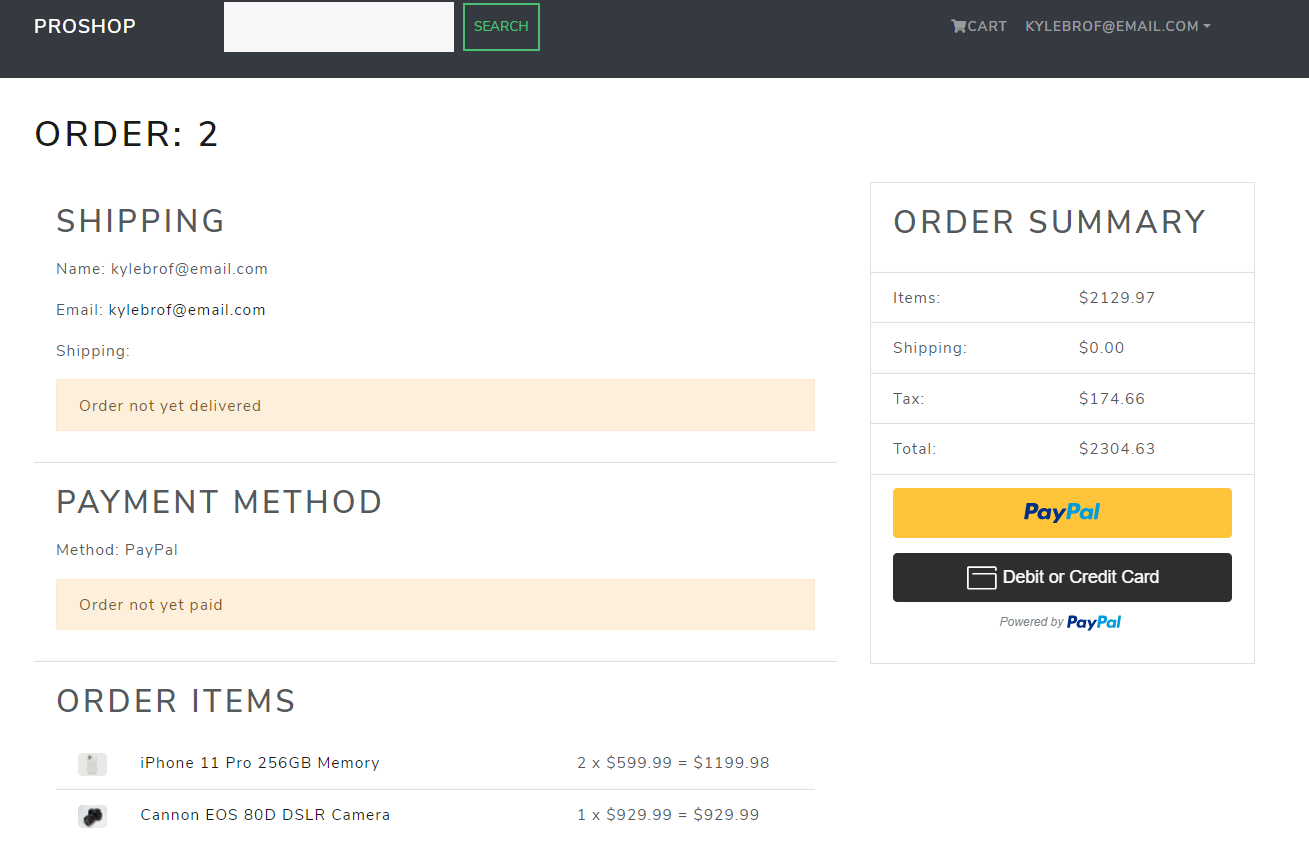 PROSHOP
SEARCH
CART
KYLEBROF@EMAIL.COM
ORDER: 2
SHIPPING
Name: kylebrof@email.com
Email: kylebrof@email.com
Shipping:
Order not yet delivered
PAYMENT METHOD
Method: PayPal
Order not yet paid
ORDER ITEMS
iPhone 11 Pro 256GB Memory 2 x $599.99 = $1199.98
Cannon EOS 80D DSLR Camera 1 x $929.99 = $929.99
ORDER SUMMARY
Items: $2129.97
Shipping: $0.00
Tax: $174.66
Total: $2304.63
PayPal
Debit or Credit Card
Powered by PayPal